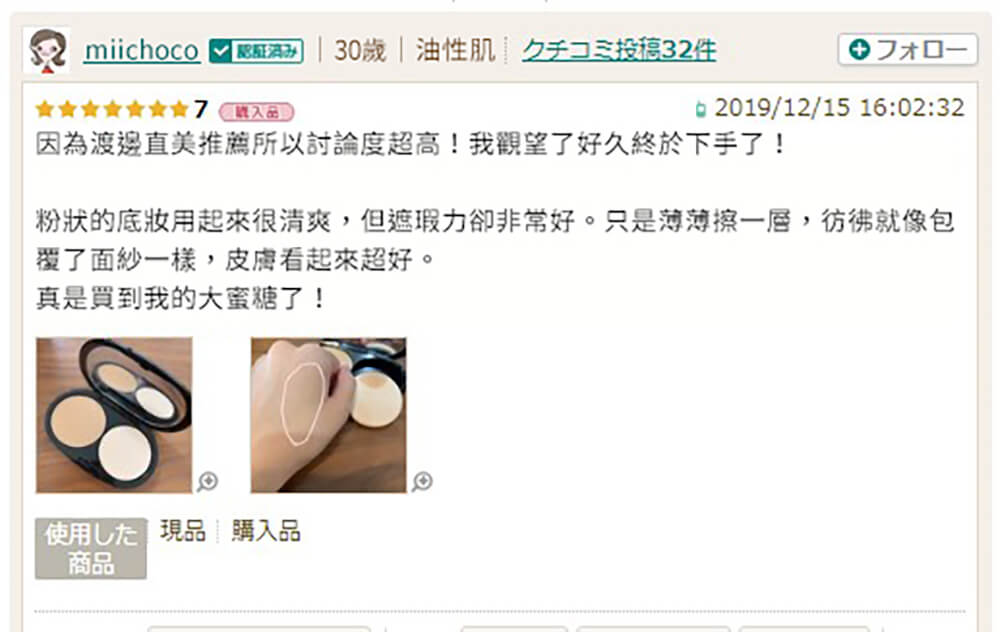 miichoco 認証済み 30歲 油性肌 クチコミ投稿32件 フォロー
7 購入品 2019/12/15 16:02:32
因為渡邊直美推薦所以討論度超高！我觀望了好久終於下手了！
粉狀的底妝用起來很清爽，但遮瑕力卻非常好。只是薄薄擦一層，彷彿就像包
覆了面紗一樣，皮膚看起來超好。
真是買到我的大蜜糖了！
使用した
商品
現品 購入品